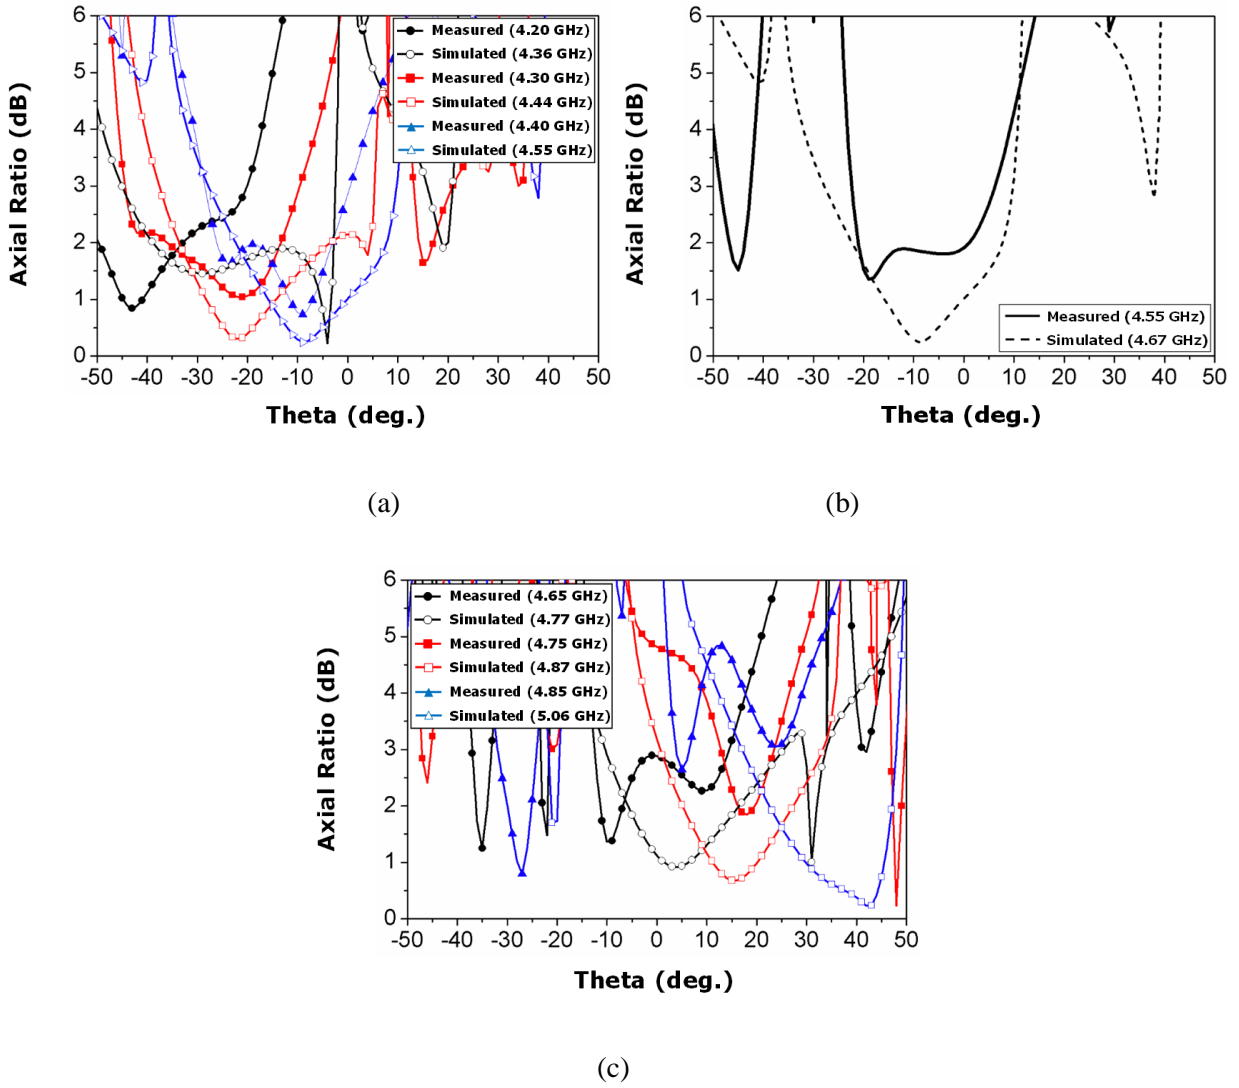 Axial Ratio (dB)
6
5
4
3
2
1
0
Measured (4.20 GHz)
Simulated (4.36 GHz)
Measured (4.30 GHz)
Simulated (4.44 GHz)
Measured (4.40 GHz)
Simulated (4.55 GHz)
-50 -40 -30 -20 -10 0 10 20 30 40 50
Theta (deg.)
(a)
Axial Ratio (dB)
6
5
4
3
2
1
0
Measured (4.55 GHz)
Simulated (4.67 GHz)
-50 -40 -30 -20 -10 0 10 20 30 40 50
Theta (deg.)
(b)
Axial Ratio (dB)
6
5
4
3
2
1
0
Measured (4.65 GHz)
Simulated (4.77 GHz)
Measured (4.75 GHz)
Simulated (4.87 GHz)
Measured (4.85 GHz)
Simulated (5.06 GHz)
-50 -40 -30 -20 -10 0 10 20 30 40 50
Theta (deg.)
(c)